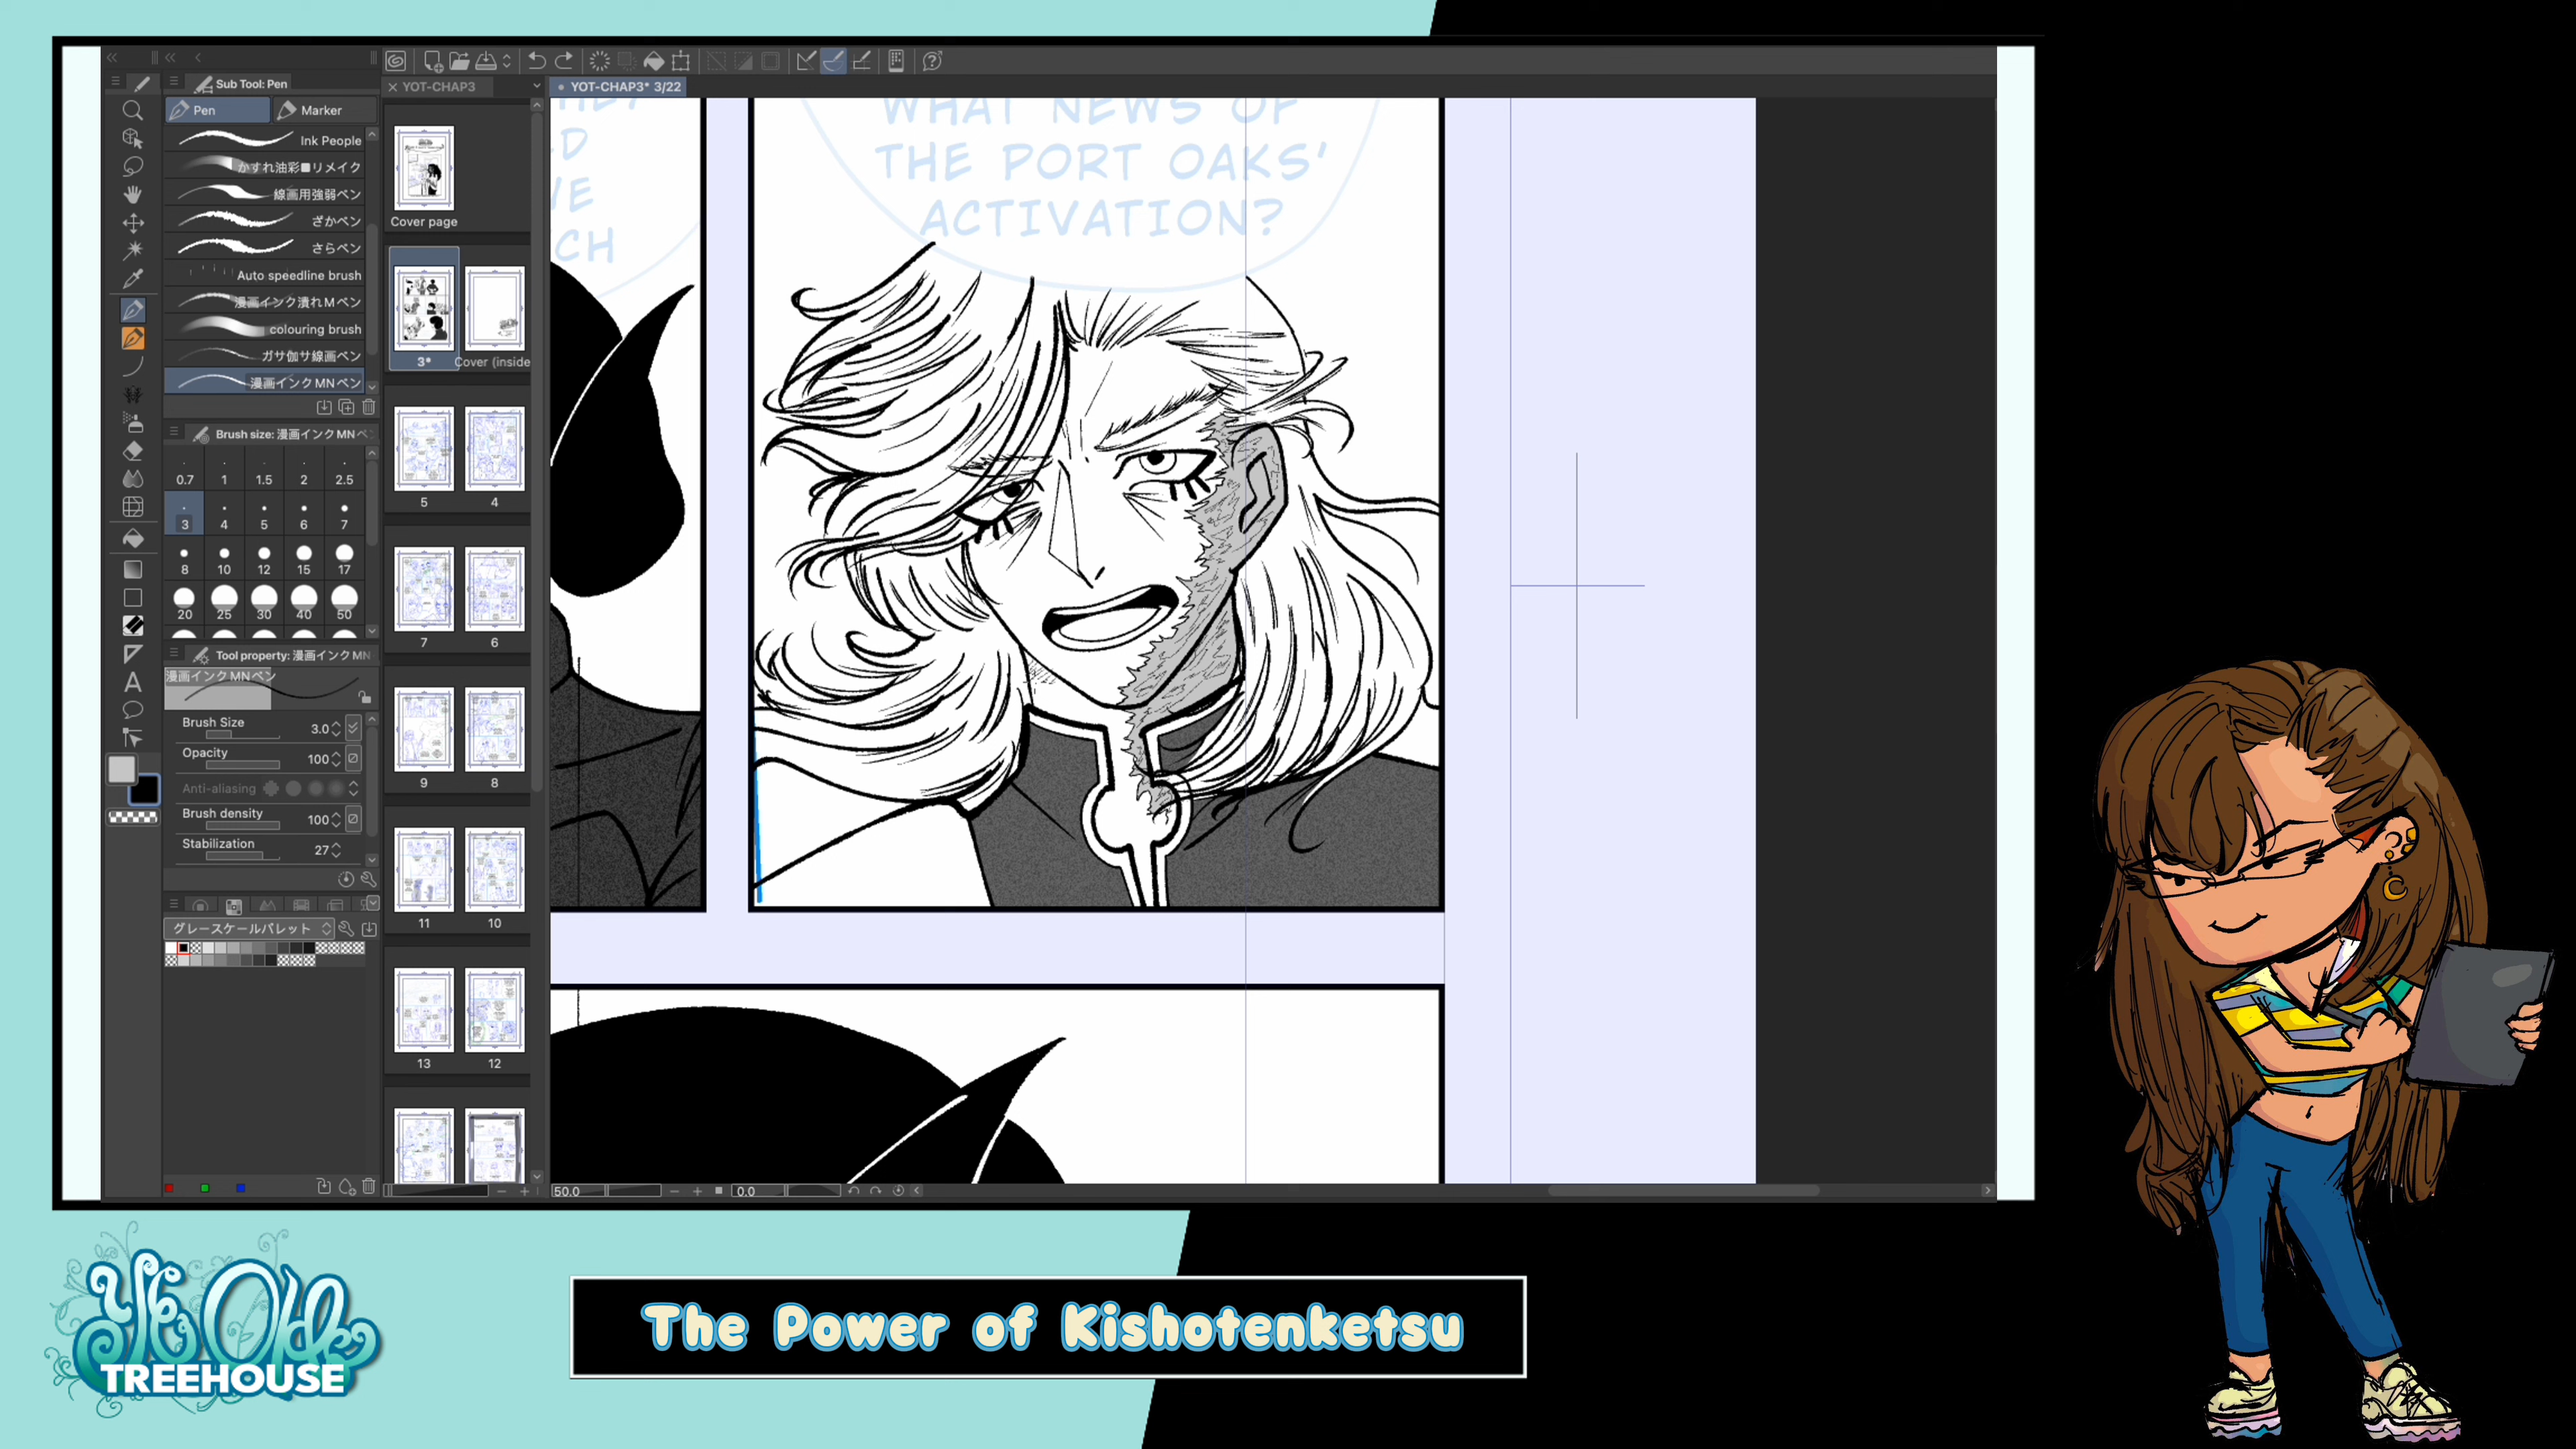 Sub Tool: Pen
YOT-CHAP3
YOT-CHAP3* 3/22
Pen
Marker
Ink People
かすれ油彩■リメイク
線画用強弱ペン
ざかペン
さらペン
Auto speedline brush
漫画インク潰れMペン
colouring brush
ガサ伽サ線画ペン
漫画インクMNペン
Brush size: 漫画インクMNペ
0.7 1 1.5 2 2.5
3 4 5 6 7
8 10 12 15 17
20 25 30 40 50
Tool property: 漫画インクMN
漫画インクMNペン
Brush Size 3.0
Opacity 100
Anti-aliasing
Brush density 100
Stabilization 27
グレースケールパレット
Cover page
3* Cover (inside
5 4
7 6
9 8
11 10
13 12
D
VE
CH
WHAT NEWS OF
THE PORT OAKS'
ACTIVATION?
50.0
0.0
Ye Olde
TREEHOUSE
The Power of Kishotenketsu